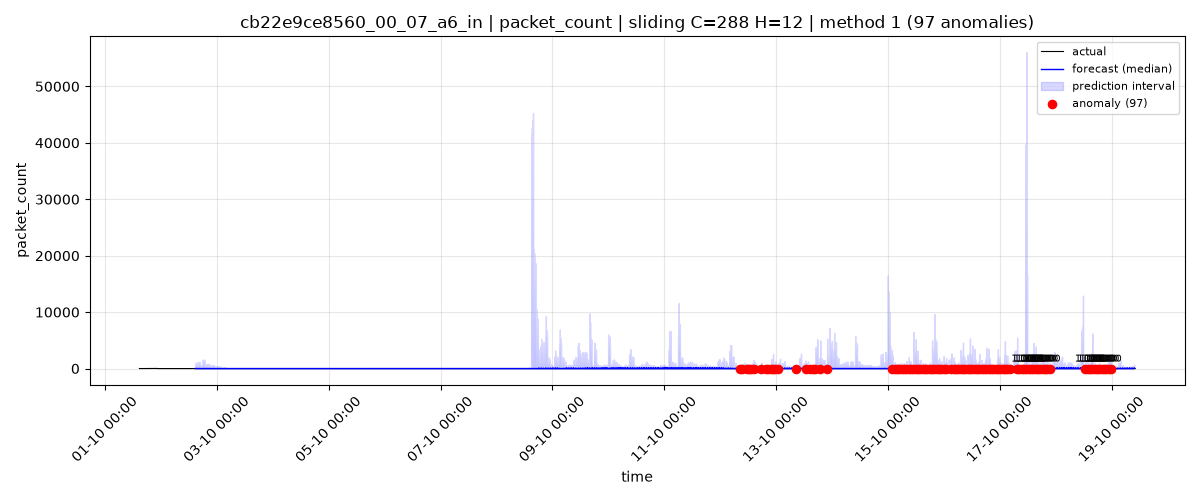 cb22e9ce8560_00_07_a6_in | packet_count | sliding C=288 H=12 | method 1 (97 anomalies)
actual
forecast (median)
prediction interval
anomaly (97)
packet_count
50000
40000
30000
20000
10000
0
01-10 00:00
03-10 00:00
05-10 00:00
07-10 00:00
09-10 00:00
11-10 00:00
13-10 00:00
15-10 00:00
17-10 00:00
19-10 00:00
time